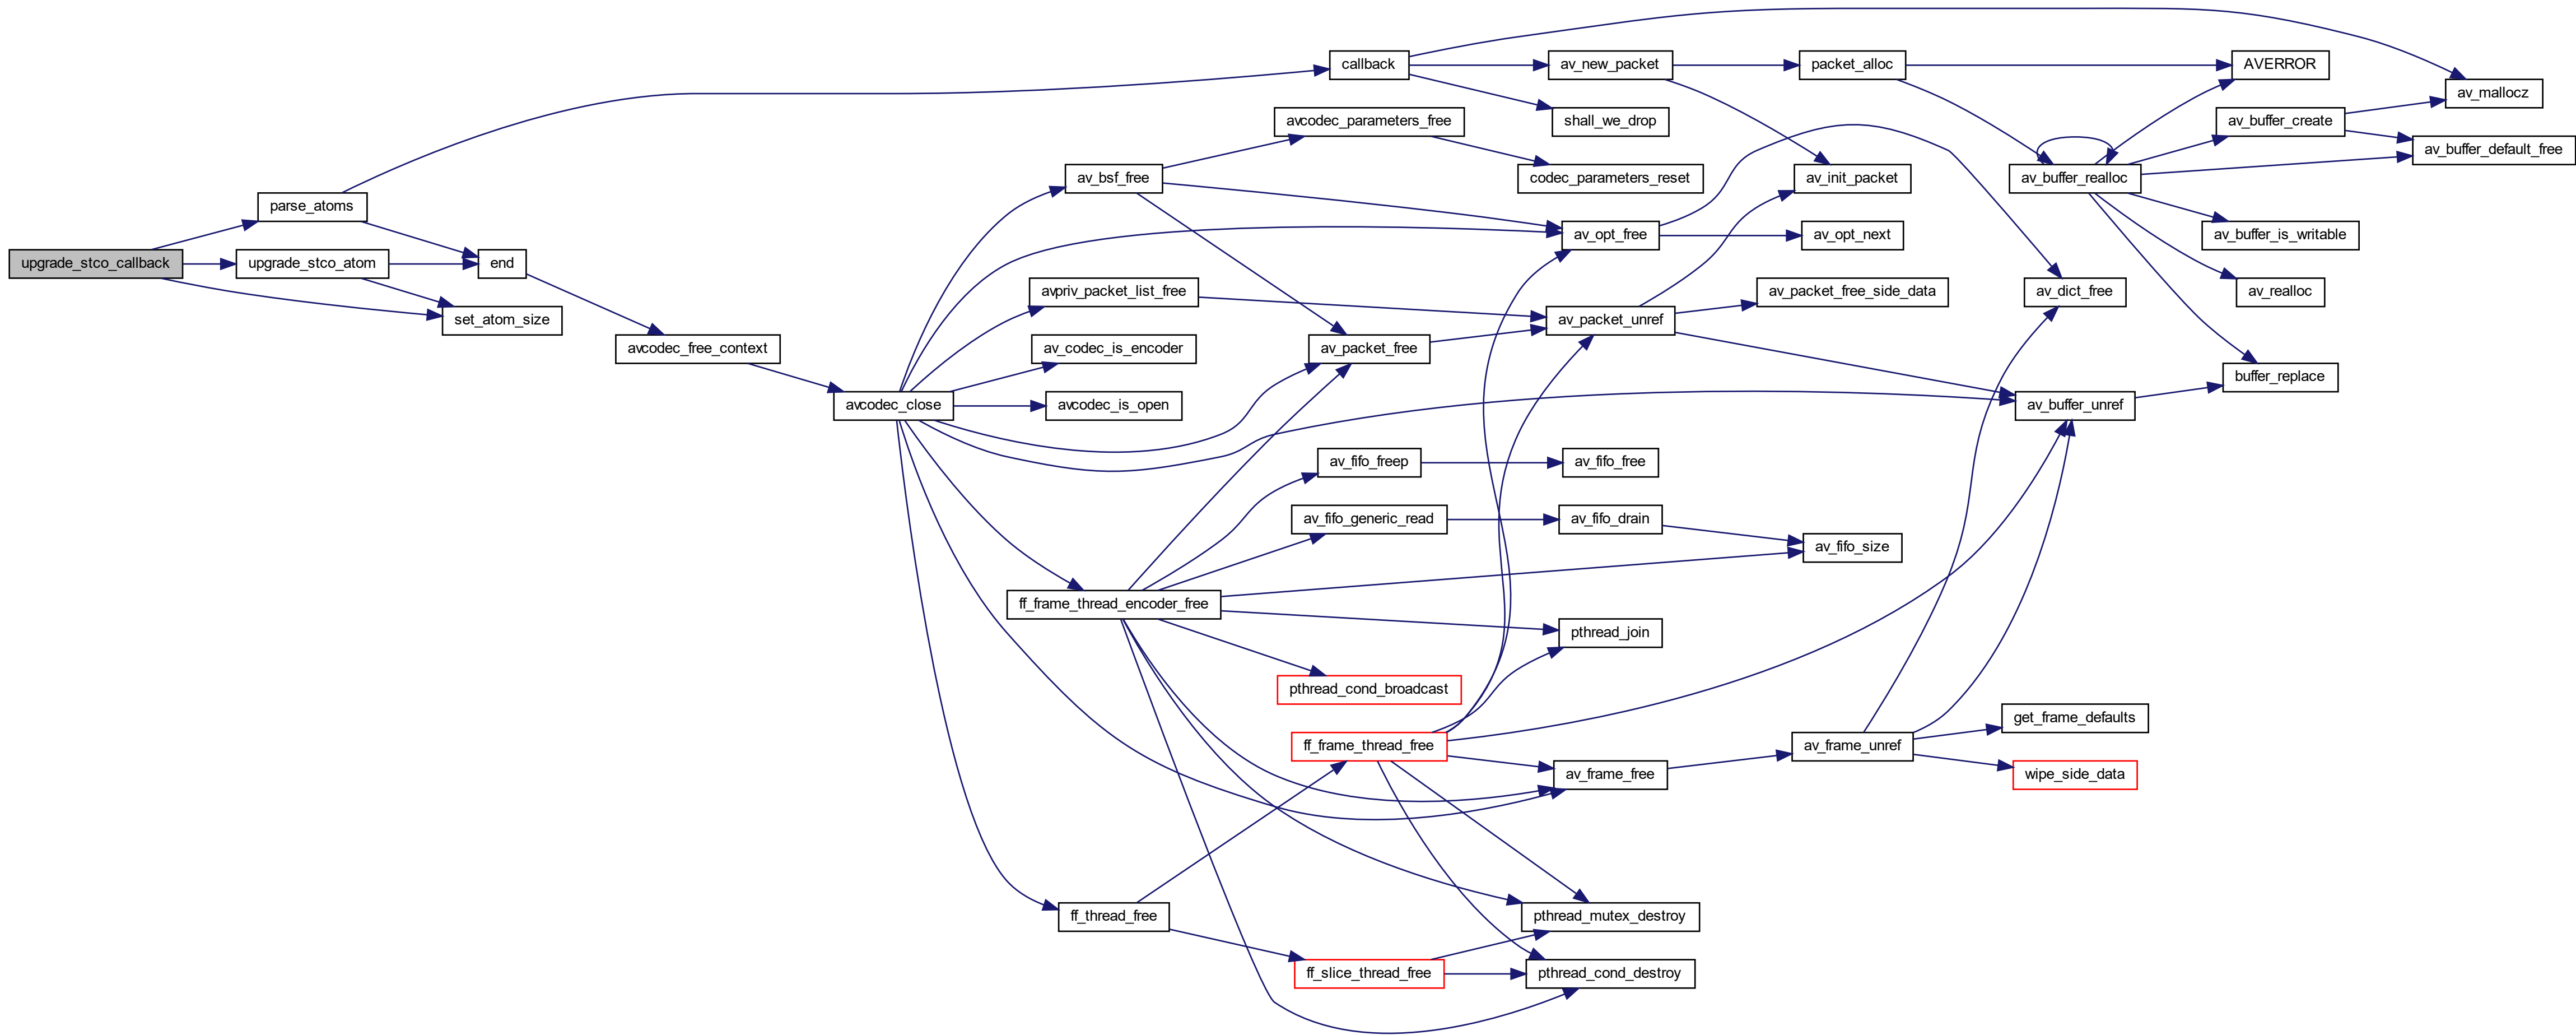 callback
av_new_packet
packet_alloc
AVERROR
av_mallocz
avcodec_parameters_free
shall_we_drop
av_buffer_create
av_buffer_default_free
av_bsf_free
codec_parameters_reset
av_init_packet
av_buffer_realloc
parse_atoms
av_opt_free
av_opt_next
av_buffer_is_writable
upgrade_stco_callback
upgrade_stco_atom
end
avpriv_packet_list_free
av_packet_free_side_data
av_dict_free
av_realloc
set_atom_size
av_packet_unref
avcodec_free_context
av_codec_is_encoder
av_packet_free
buffer_replace
avcodec_close
avcodec_is_open
av_buffer_unref
av_fifo_freep
av_fifo_free
av_fifo_generic_read
av_fifo_drain
av_fifo_size
ff_frame_thread_encoder_free
pthread_join
pthread_cond_broadcast
get_frame_defaults
ff_frame_thread_free
av_frame_unref
av_frame_free
wipe_side_data
ff_thread_free
pthread_mutex_destroy
ff_slice_thread_free
pthread_cond_destroy